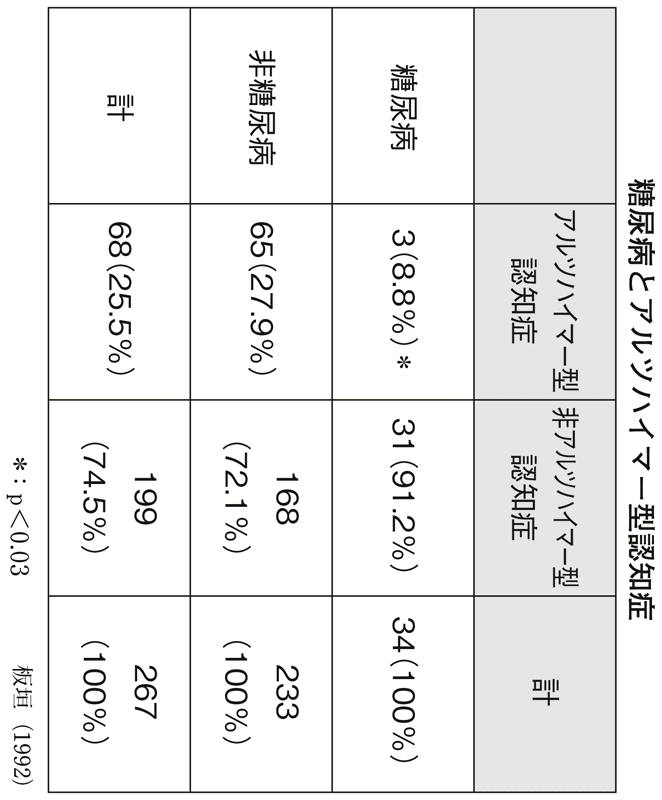 糖尿病とアルツハイマー型認知症
アルツハイマー型
認知症
非アルツハイマー型
認知症
計
糖尿病
3(8.8%)*
31(91.2%)
34(100%)
非糖尿病
65(27.9%)
168
(72.1%)
233
(100%)
計
68(25.5%)
199
(74.5%)
267
(100%)
*：p＜0.03
板垣（1992）